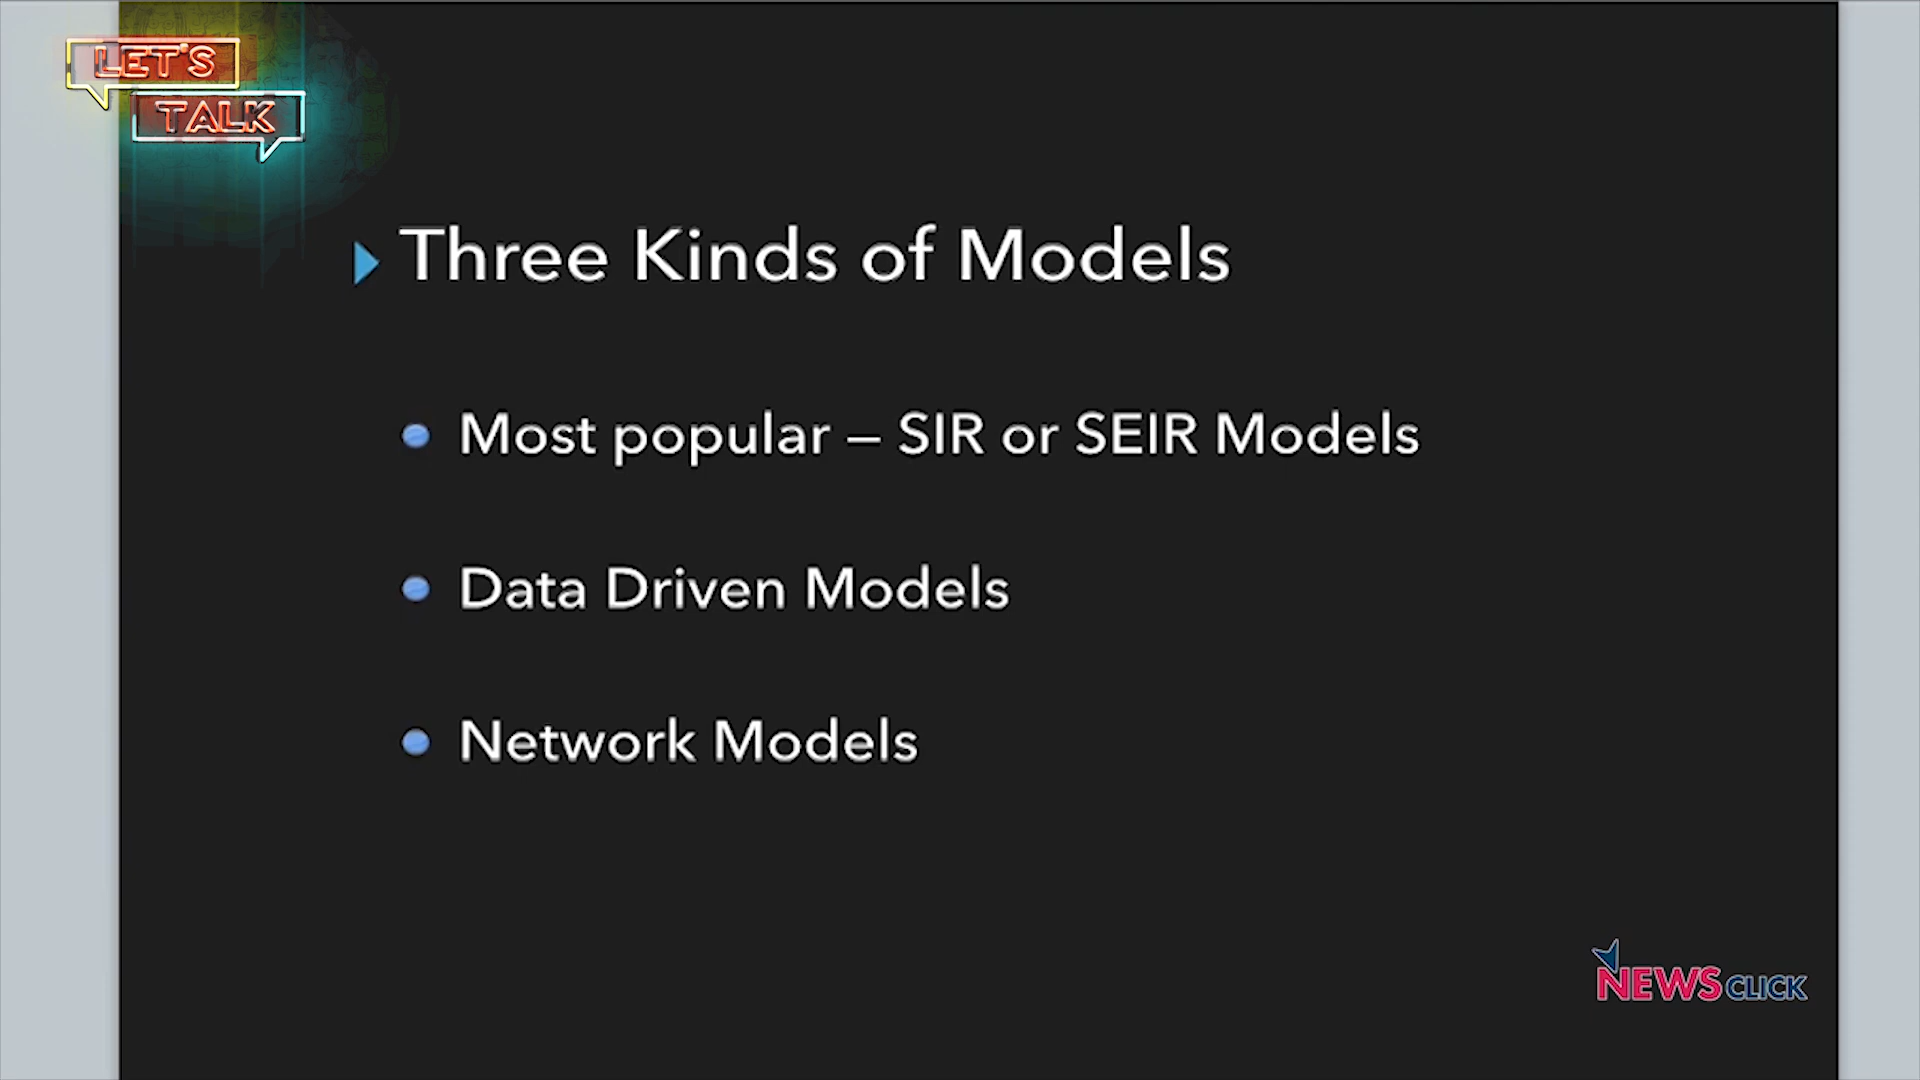 LET'S
TALK
Three Kinds of Models
Most popular – SIR or SEIR Models
Data Driven Models
Network Models
NEWSCLICK